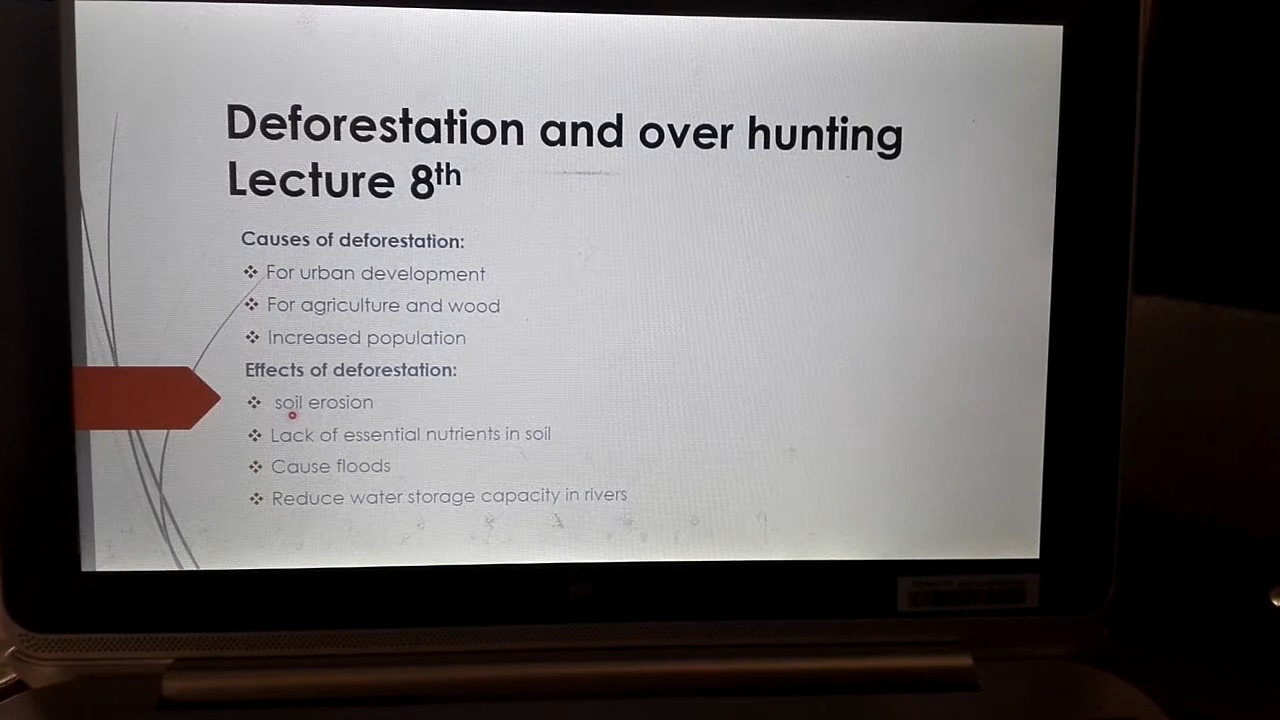 Deforestation and over hunting
Lecture 8th
Causes of deforestation:
❖ For urban development
❖ For agriculture and wood
❖ Increased population
Effects of deforestation:
❖ soil erosion
❖ Lack of essential nutrients in soil
❖ Cause floods
❖ Reduce water storage capacity in rivers